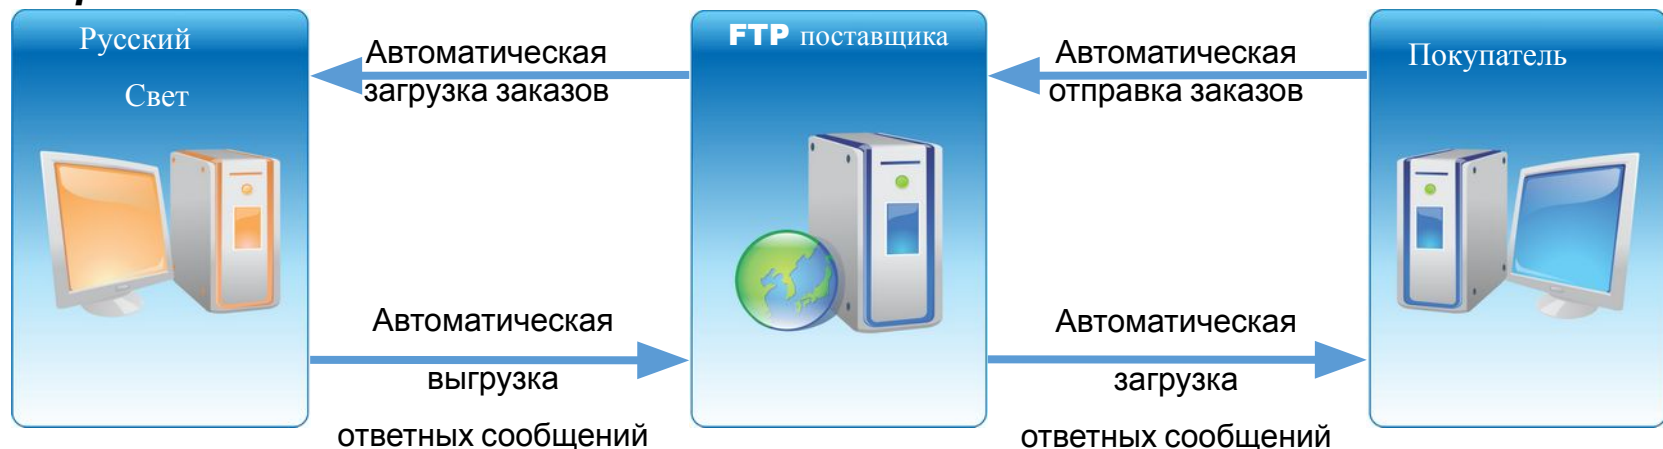 Русский
Свет
Автоматическая
загрузка заказов
FTP поставщика
Автоматическая
отправка заказов
Покупатель
Автоматическая
выгрузка
ответных сообщений
Автоматическая
загрузка
ответных сообщений